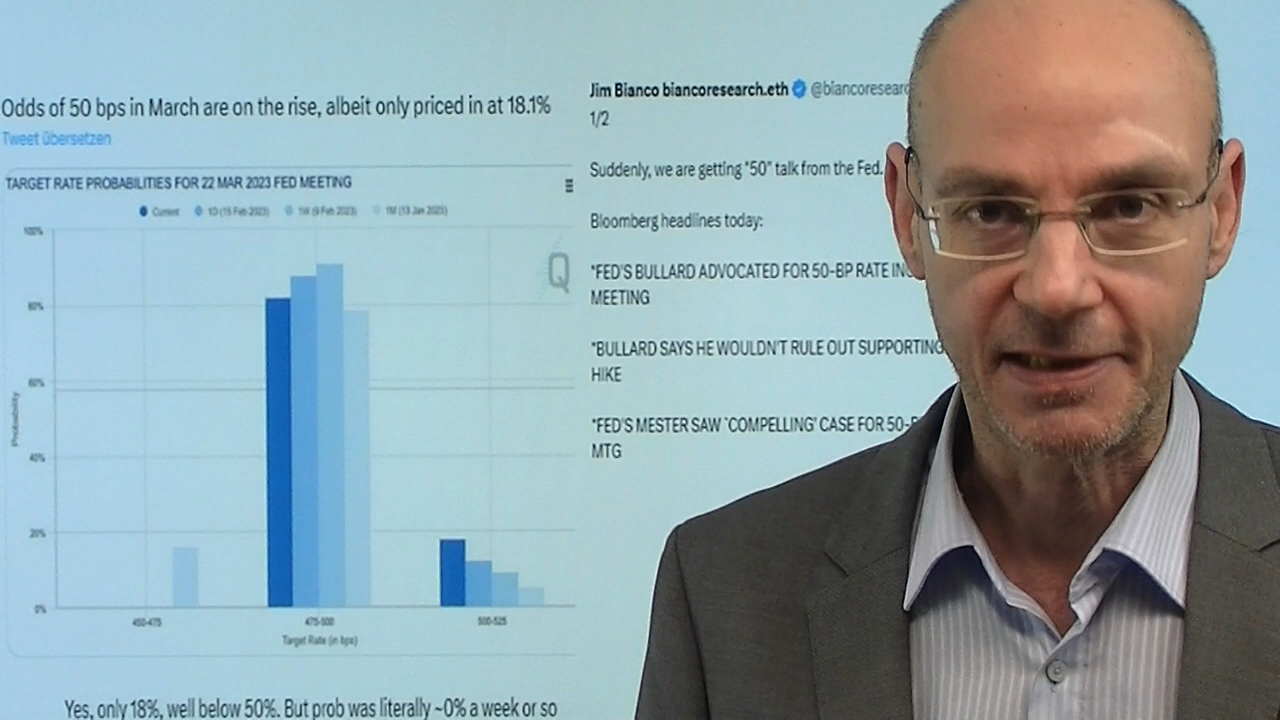 Odds of 50 bps in March are on the rise, albeit only priced in at 18.1%
Tweet übersetzen
TARGET RATE PROBABILITIES FOR 22 MAR 2023 FED MEETING
Current 1D (15 Feb 2023) 1W (9 Feb 2023) 1M (13 Jan 2023)
100%
80%
60%
40%
20%
0%
Probability
Q
450-475 475-500 500-525
Target Rate (in bps)
Yes, only 18%, well below 50%. But prob was literally ~0% a week or so
Jim Bianco biancoresearch.eth @biancoresearc
1/2
Suddenly, we are getting "50" talk from the Fed.
Bloomberg headlines today:
*FED'S BULLARD ADVOCATED FOR 50-BP RATE IN
MEETING
*BULLARD SAYS HE WOULDN'T RULE OUT SUPPORTING
HIKE
*FED'S MESTER SAW 'COMPELLING' CASE FOR 50-
MTG